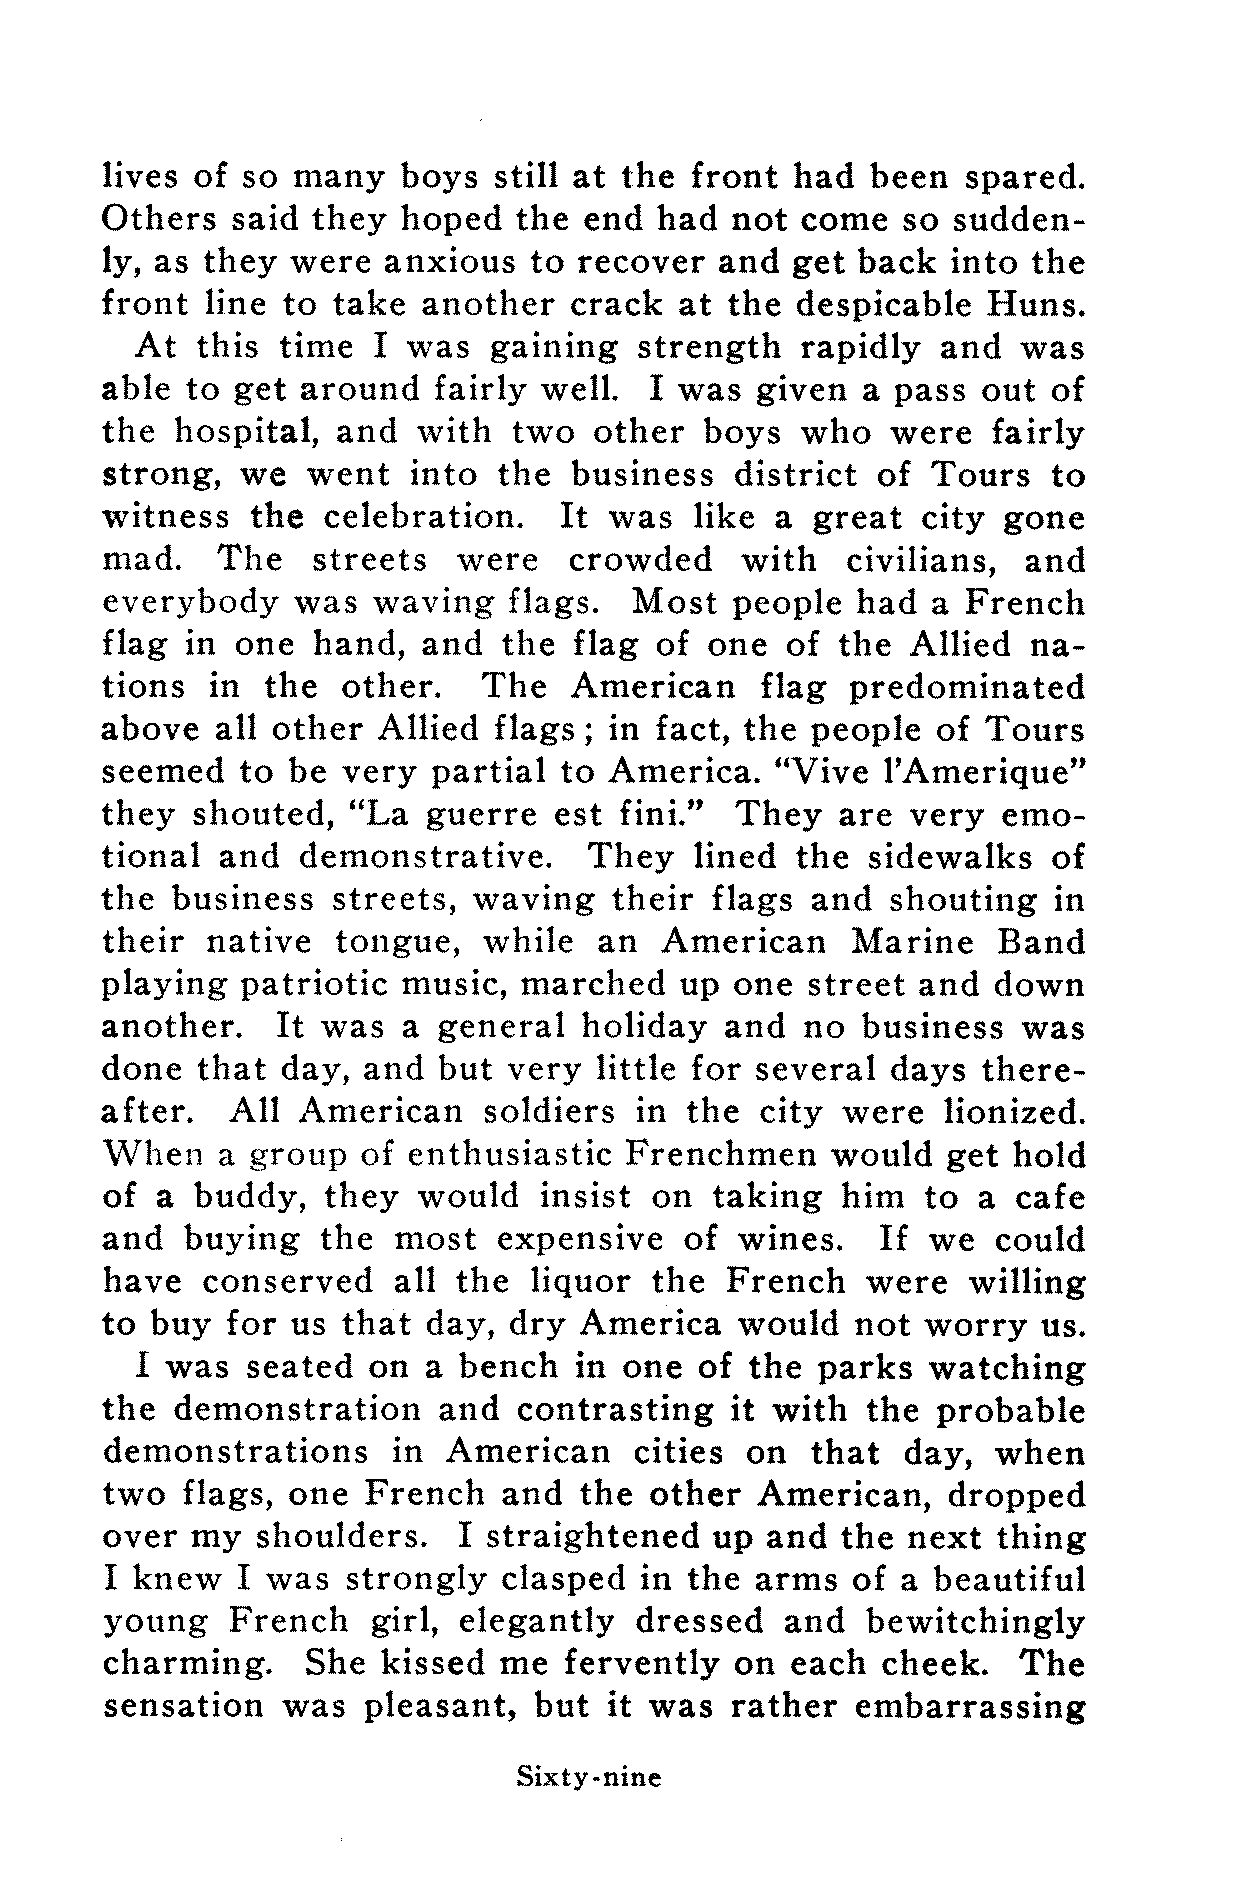 lives of so many boys still at the front had been spared.
Others said they hoped the end had not come so sudden-
ly, as they were anxious to recover and get back into the
front line to take another crack at the despicable Huns.
At this time I was gaining strength rapidly and was
able to get around fairly well. I was given a pass out of
the hospital, and with two other boys who were fairly
strong, we went into the business district of Tours to
witness the celebration. It was like a great city gone
mad. The streets were crowded with civilians, and
everybody was waving flags. Most people had a French
flag in one hand, and the flag of one of the Allied na-
tions in the other. The American flag predominated
above all other Allied flags; in fact, the people of Tours
seemed to be very partial to America. “Vive l’Amerique”
they shouted, “La guerre est fini.” They are very emo-
tional and demonstrative. They lined the sidewalks of
the business streets, waving their flags and shouting in
their native tongue, while an American Marine Band
playing patriotic music, marched up one street and down
another. It was a general holiday and no business was
done that day, and but very little for several days there-
after. All American soldiers in the city were lionized.
When a group of enthusiastic Frenchmen would get hold
of a buddy, they would insist on taking him to a cafe
and buying the most expensive of wines. If we could
have conserved all the liquor the French were willing
to buy for us that day, dry America would not worry us.
I was seated on a bench in one of the parks watching
the demonstration and contrasting it with the probable
demonstrations in American cities on that day, when
two flags, one French and the other American, dropped
over my shoulders. I straightened up and the next thing
I knew I was strongly clasped in the arms of a beautiful
young French girl, elegantly dressed and bewitchingly
charming. She kissed me fervently on each cheek. The
sensation was pleasant, but it was rather embarrassing
Sixty-nine